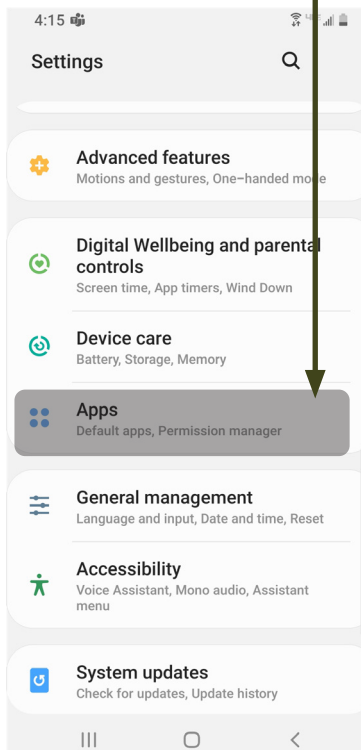 4:15
Settings
Advanced features
Motions and gestures, One-handed mode
Digital Wellbeing and parental
controls
Screen time, App timers, Wind Down
Device care
Battery, Storage, Memory
Apps
Default apps, Permission manager
General management
Language and input, Date and time, Reset
Accessibility
Voice Assistant, Mono audio, Assistant
menu
System updates
Check for updates, Update history